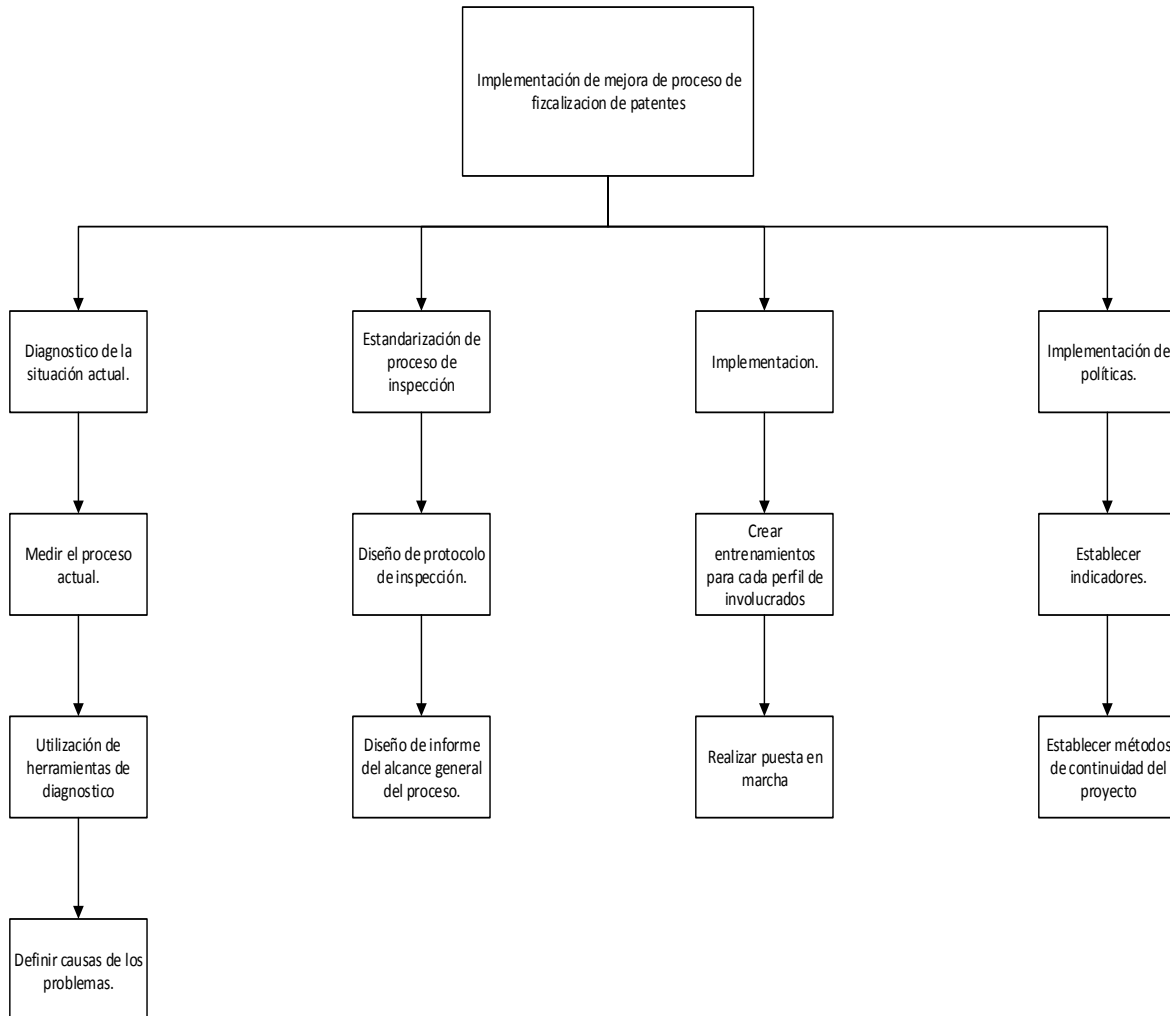 Implementación de mejora de proceso de
fizcalizacion de patentes
Diagnostico de la
situación actual.
Estandarización de
proceso de
inspección
Implementacion.
Implementación de
políticas.
Medir el proceso
actual.
Diseño de protocolo
de inspección.
Crear
entrenamientos
para cada perfil de
involucrados
Establecer
indicadores.
Utilización de
herramientas de
diagnostico
Diseño de informe
del alcance general
del proceso.
Realizar puesta en
marcha
Establecer métodos
de continuidad del
proyecto
Definir causas de los
problemas.